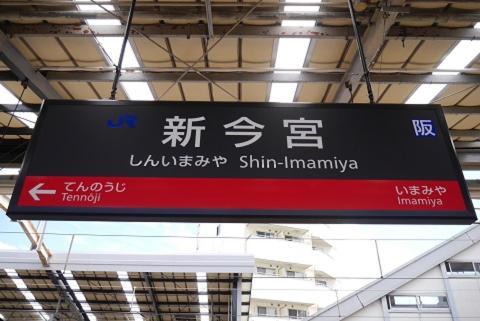 JR 新今宮 阪
しんいまみや Shin-Imamiya
← てんのうじ いまみや
Tennōji Imamiya